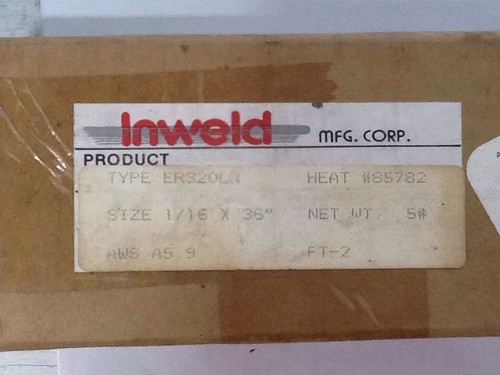 Inweld MFG. CORP.
PRODUCT
TYPE ER320LR HEAT #85782
SIZE 1/16 X 36" NET WT. 5#
AWS A5.9 FT-2